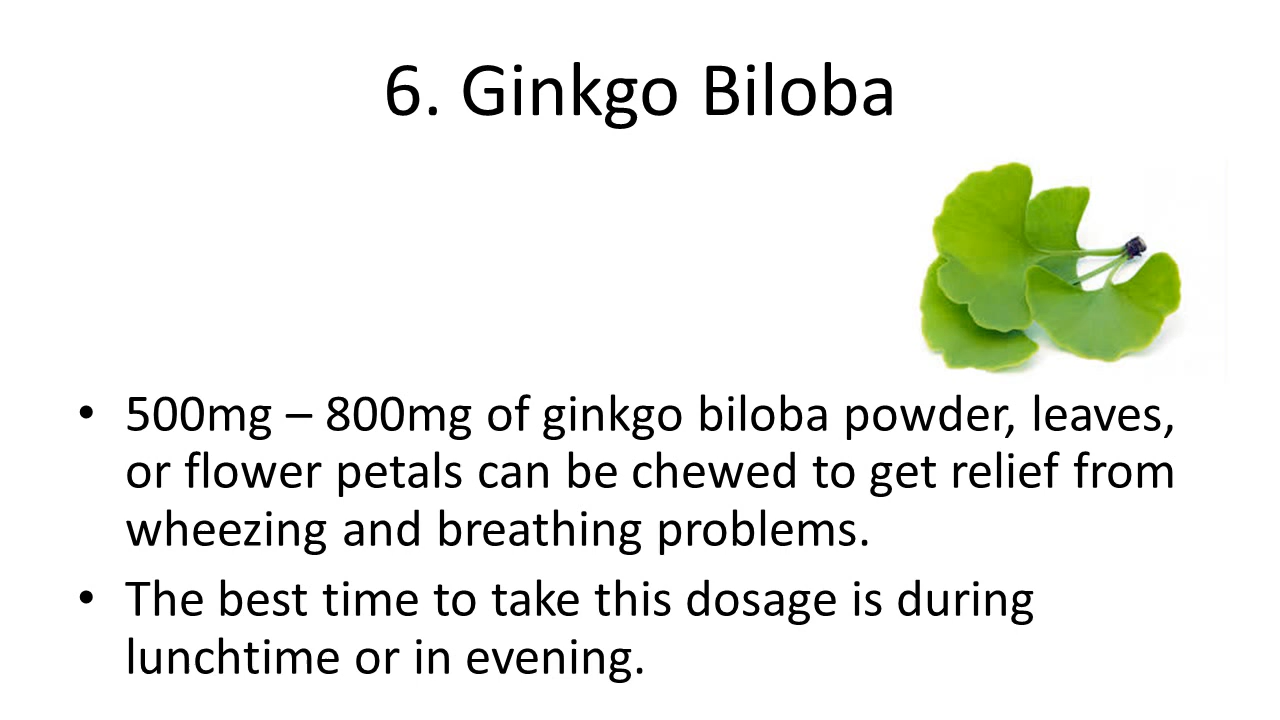 6. Ginkgo Biloba
• 500mg – 800mg of ginkgo biloba powder, leaves,
or flower petals can be chewed to get relief from
wheezing and breathing problems.
• The best time to take this dosage is during
lunchtime or in evening.